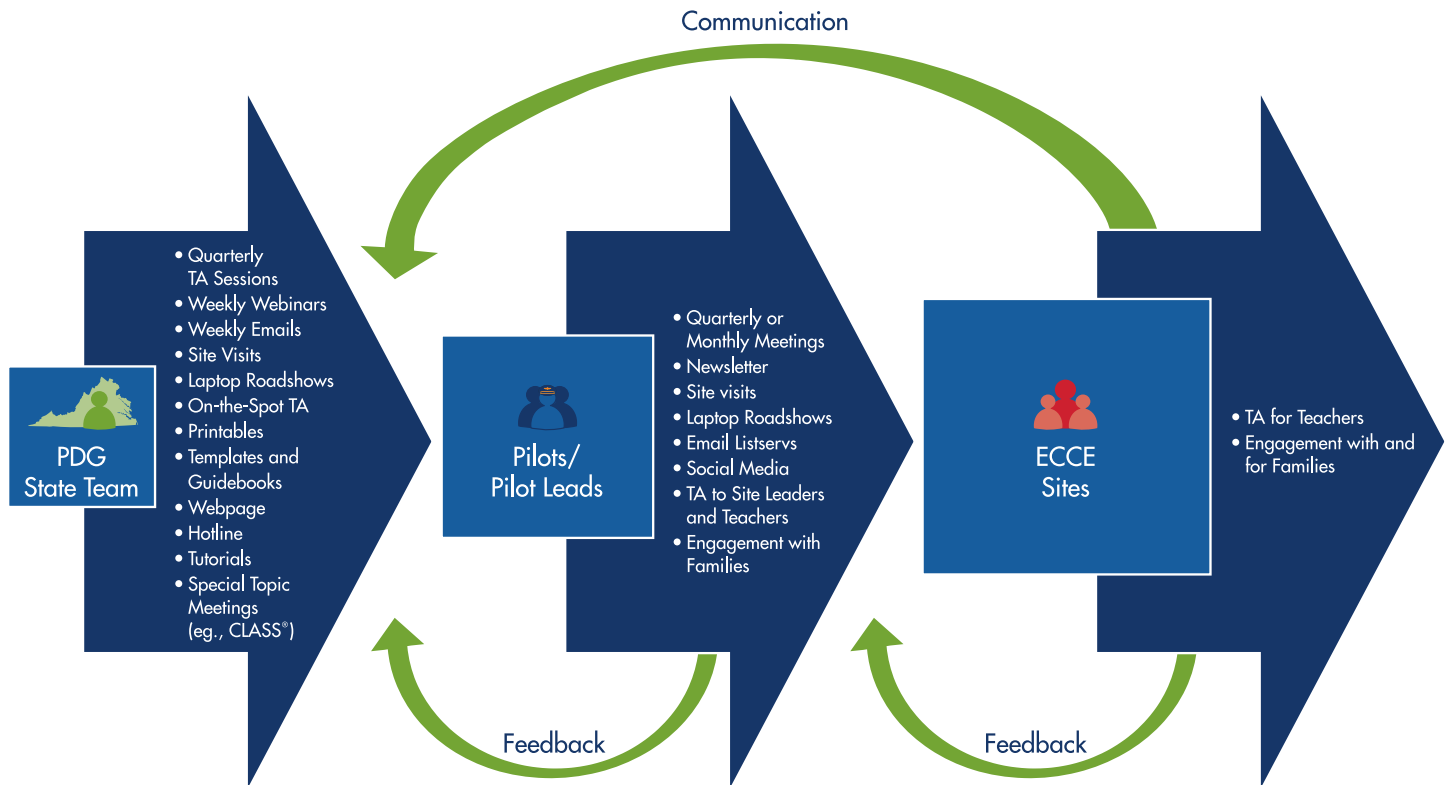 Communication
PDG
State Team
• Quarterly
TA Sessions
• Weekly Webinars
• Weekly Emails
• Site Visits
• Laptop Roadshows
• On-the-Spot TA
• Printables
• Templates and
Guidebooks
• Webpage
• Hotline
• Tutorials
• Special Topic
Meetings
(eg., CLASS®)
Pilots/
Pilot Leads
• Quarterly or
Monthly Meetings
• Newsletter
• Site visits
• Laptop Roadshows
• Email Listservs
• Social Media
• TA to Site Leaders
and Teachers
• Engagement with
Families
ECCE
Sites
• TA for Teachers
• Engagement with and
for Families
Feedback
Feedback